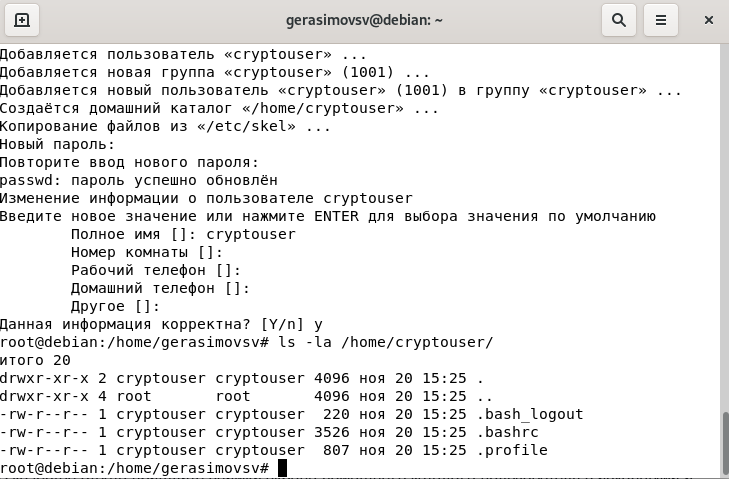 gerasimovsv@debian: ~
Добавляется пользователь «cryptouser» ...
Добавляется новая группа «cryptouser» (1001) ...
Добавляется новый пользователь «cryptouser» (1001) в группу «cryptouser» ...
Создаётся домашний каталог «/home/cryptouser» ...
Копирование файлов из «/etc/skel» ...
Новый пароль:
Повторите ввод нового пароля:
passwd: пароль успешно обновлён
Изменение информации о пользователе cryptouser
Введите новое значение или нажмите ENTER для выбора значения по умолчанию
        Полное имя []: cryptouser
        Номер комнаты []:
        Рабочий телефон []:
        Домашний телефон []:
        Другое []:
Данная информация корректна? [Y/n] y
root@debian:/home/gerasimovsv# ls -la /home/cryptouser/
итого 20
drwxr-xr-x 2 cryptouser cryptouser 4096 ноя 20 15:25 .
drwxr-xr-x 4 root       root       4096 ноя 20 15:25 ..
-rw-r--r-- 1 cryptouser cryptouser  220 ноя 20 15:25 .bash_logout
-rw-r--r-- 1 cryptouser cryptouser 3526 ноя 20 15:25 .bashrc
-rw-r--r-- 1 cryptouser cryptouser  807 ноя 20 15:25 .profile
root@debian:/home/gerasimovsv#